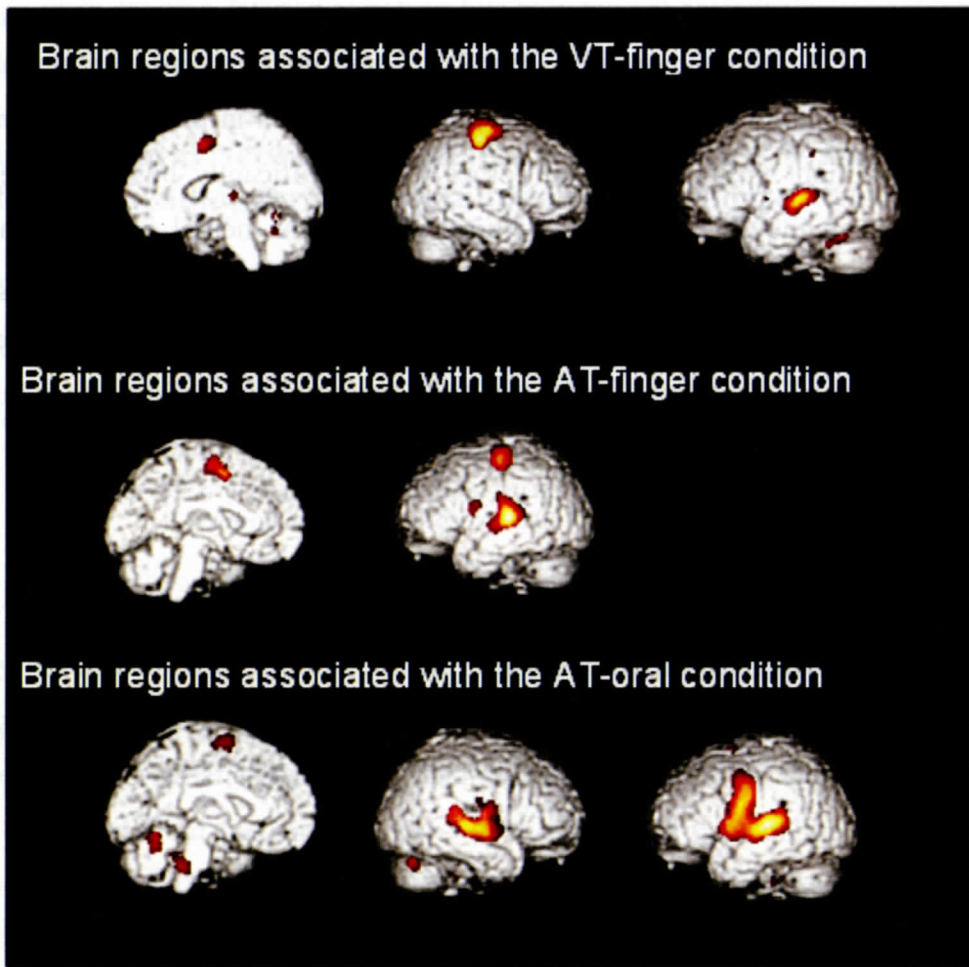 Brain regions associated with the VT-finger condition
Brain regions associated with the AT-finger condition
Brain regions associated with the AT-oral condition